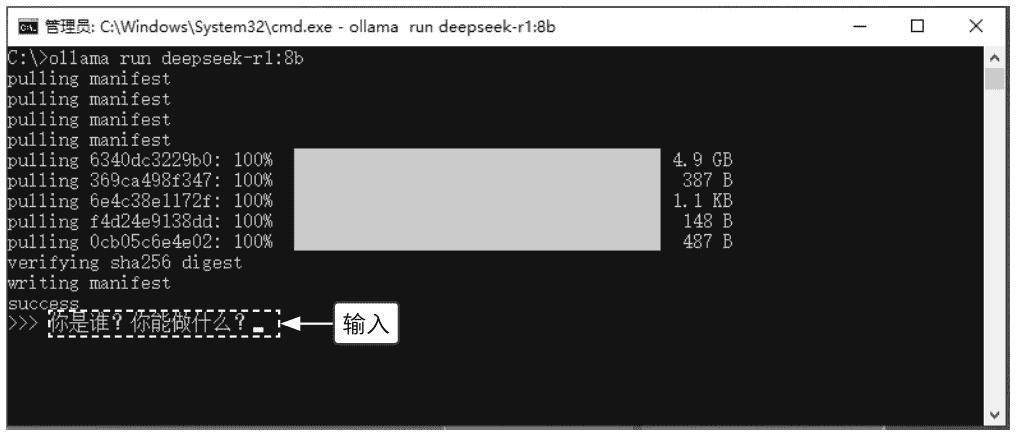 管理员: C:\Windows\System32\cmd.exe - ollama  run deepseek-r1:8b
C:\>ollama run deepseek-r1:8b
pulling manifest
pulling manifest
pulling manifest
pulling manifest
pulling 6340dc3229b0: 100% 4.9 GB
pulling 369ca498f347: 100% 387 B
pulling 6e4c38e1172f: 100% 1.1 KB
pulling f4d24e9138dd: 100% 148 B
pulling 0cb05c6e4e02: 100% 487 B
verifying sha256 digest
writing manifest
success
>>> 你是谁？你能做什么？ 输入